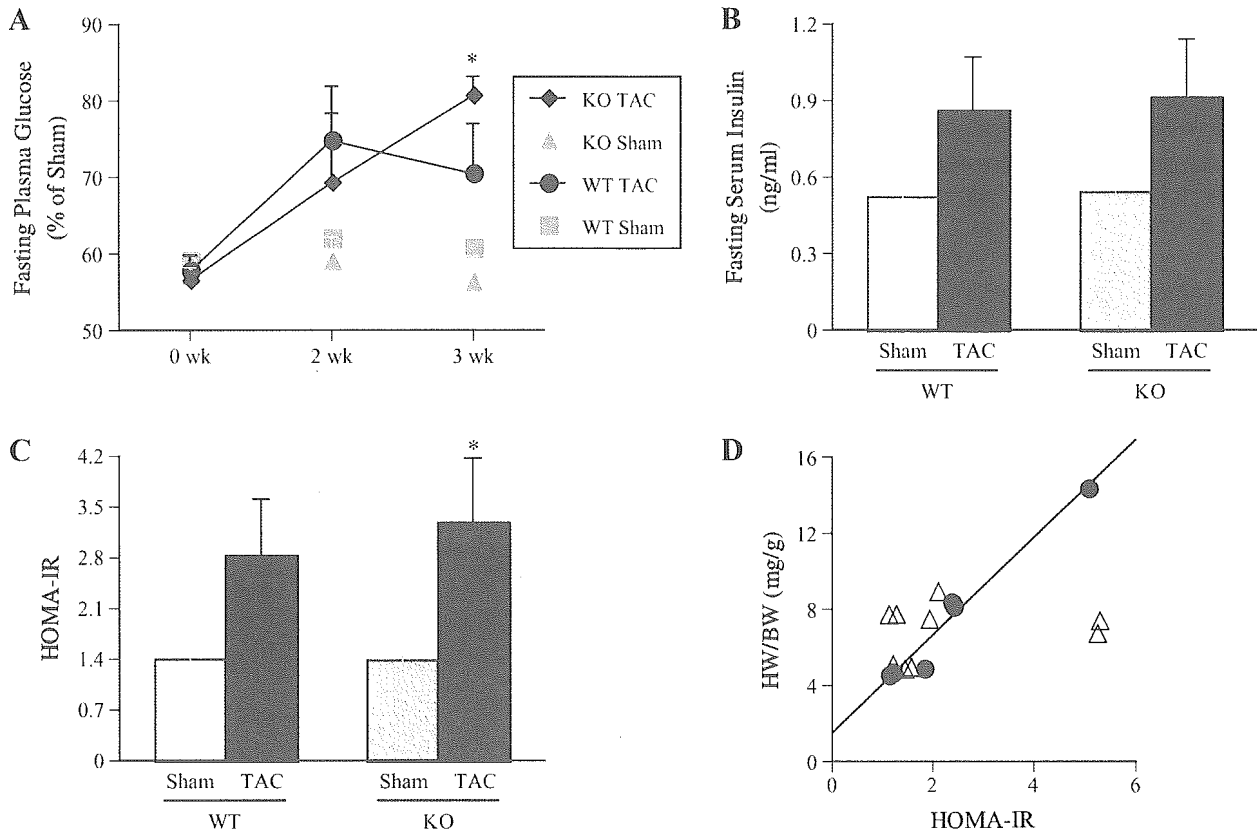 A
Fasting Plasma Glucose
(% of Sham)
90
80
70
60
50
*
0 wk
2 wk
3 wk
KO TAC
KO Sham
WT TAC
WT Sham
B
Fasting Serum Insulin
(ng/ml)
1.2
0.9
0.6
0.3
0
Sham TAC Sham TAC
WT KO
C
HOMA-IR
4.2
3.5
2.8
2.1
1.4
0.7
0
*
Sham TAC Sham TAC
WT KO
D
HW/BW (mg/g)
16
12
8
4
0
0 2 4 6
HOMA-IR